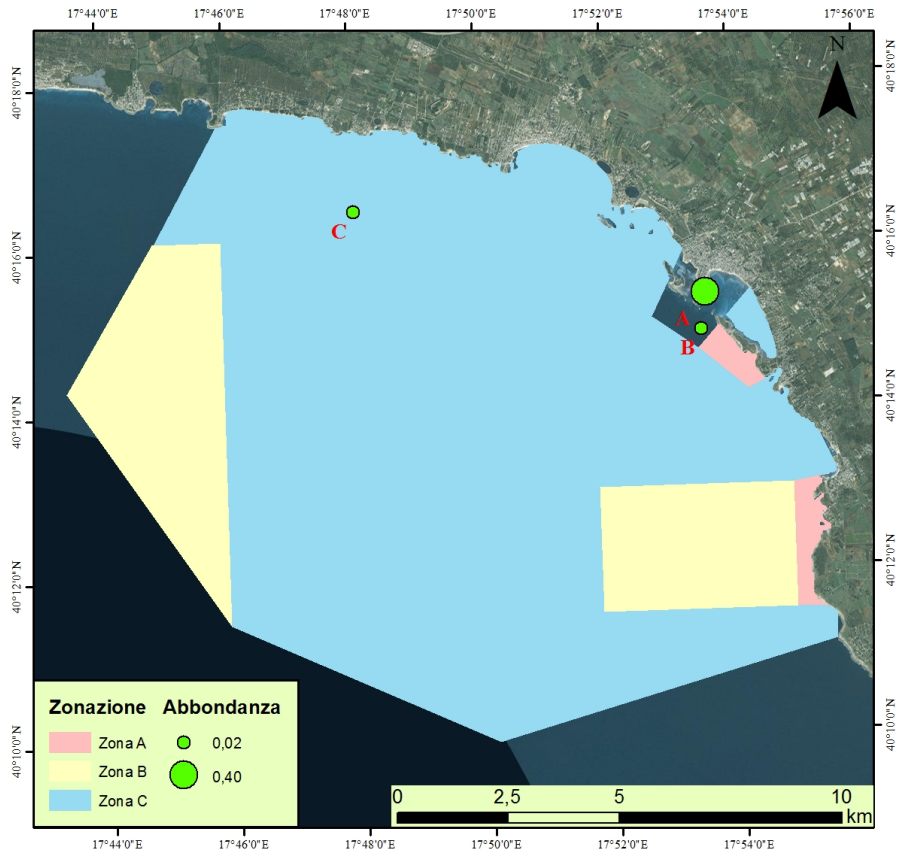 17°44'0"E 17°46'0"E 17°48'0"E 17°50'0"E 17°52'0"E 17°54'0"E 17°56'0"E
N
40°18'0"N 40°18'0"N
C
40°16'0"N 40°16'0"N
A
B
40°14'0"N 40°14'0"N
40°12'0"N 40°12'0"N
40°10'0"N 40°10'0"N
Zonazione Abbondanza
Zona A 0,02
Zona B 0,40
Zona C
0 2,5 5 10
km
17°44'0"E 17°46'0"E 17°48'0"E 17°50'0"E 17°52'0"E 17°54'0"E